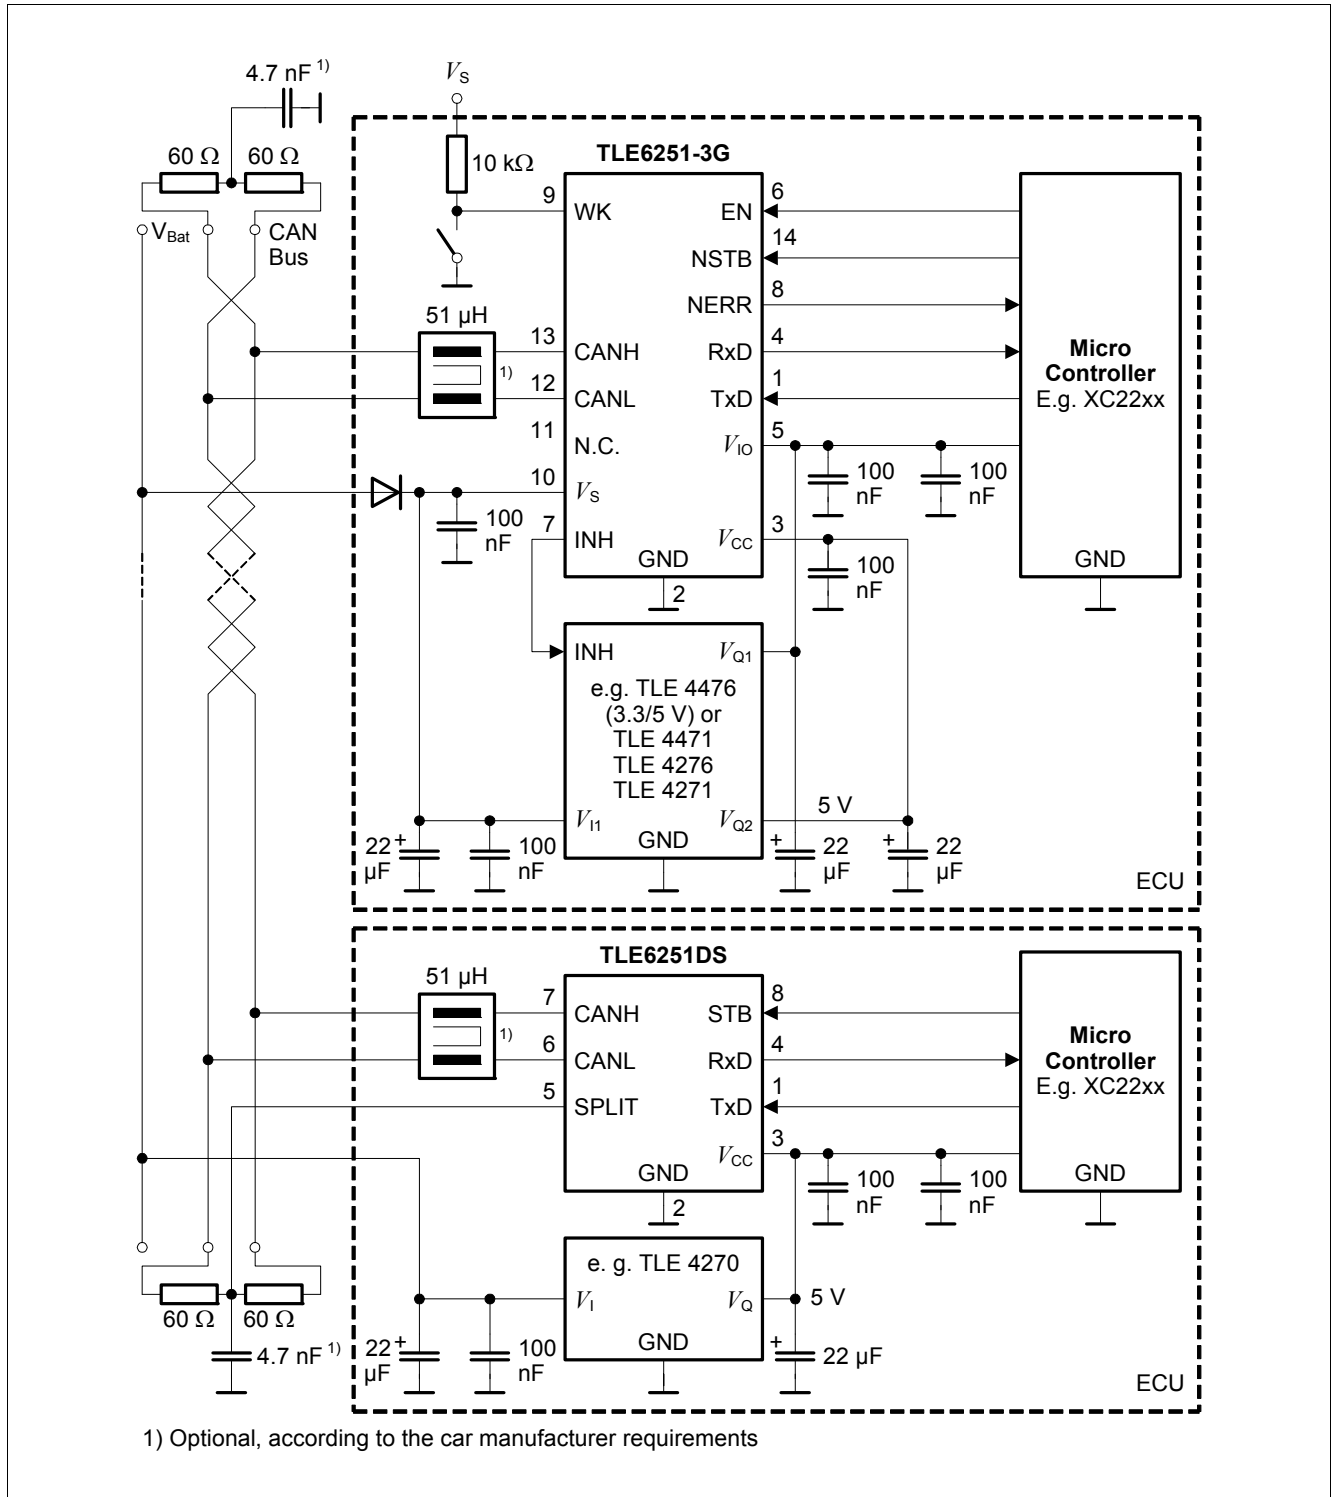 4.7 nF 1)
VS
60 Ω 60 Ω
10 kΩ
VBat
CAN
Bus
TLE6251-3G
9 WK
EN 6
NSTB 14
NERR 8
51 µH
1)
13 CANH
RxD 4
12 CANL
TxD 1
11 N.C.
VIO 5
10 VS
7 INH
VCC 3
GND
2
100
nF
100
nF
100
nF
100
nF
Micro
Controller
E.g. XC22xx
GND
INH
VQ1
e.g. TLE 4476
(3.3/5 V) or
TLE 4471
TLE 4276
TLE 4271
VI1
VQ2
5 V
GND
22
µF
+
100
nF
+
22
µF
+
22
µF
ECU
TLE6251DS
51 µH
1)
7 CANH
STB 8
6 CANL
RxD 4
5 SPLIT
TxD 1
VCC 3
GND
2
100
nF
100
nF
Micro
Controller
E.g. XC22xx
GND
e. g. TLE 4270
VI
VQ
5 V
GND
60 Ω 60 Ω
4.7 nF 1)
22
µF
+
100
nF
+
22 µF
ECU
1) Optional, according to the car manufacturer requirements